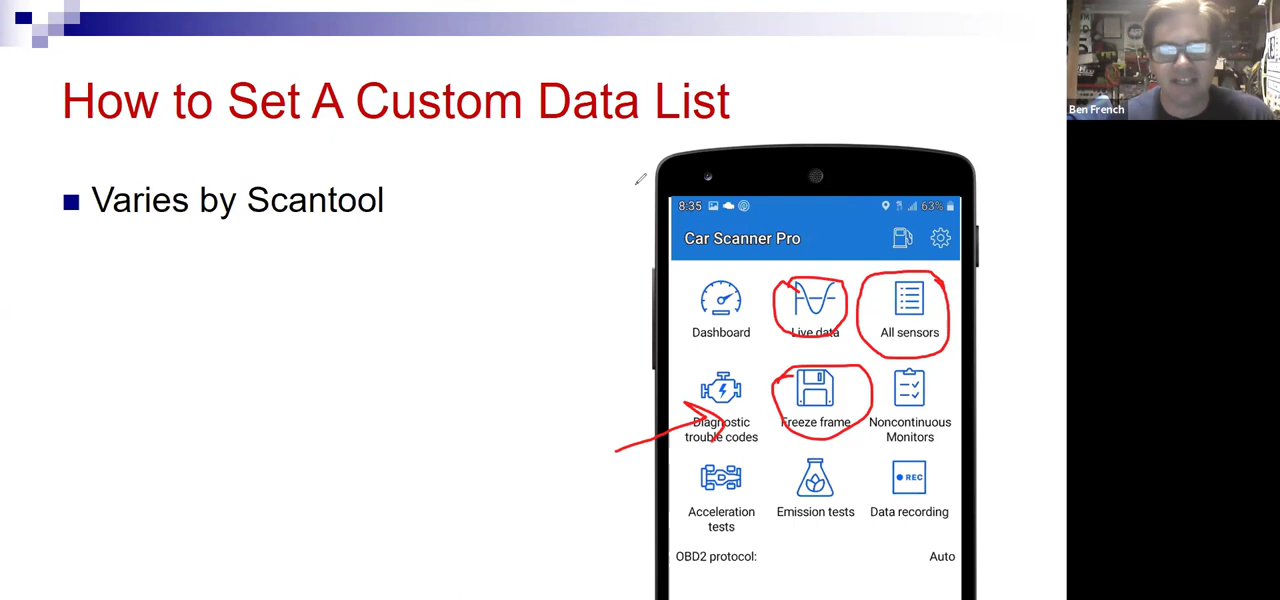 How to Set A Custom Data List
Varies by Scantool
Ben French
8:35
63%
Car Scanner Pro
Dashboard
Live data
All sensors
Diagnostic
trouble codes
Freeze frame
Noncontinuous
Monitors
REC
Acceleration
tests
Emission tests
Data recording
OBD2 protocol:
Auto